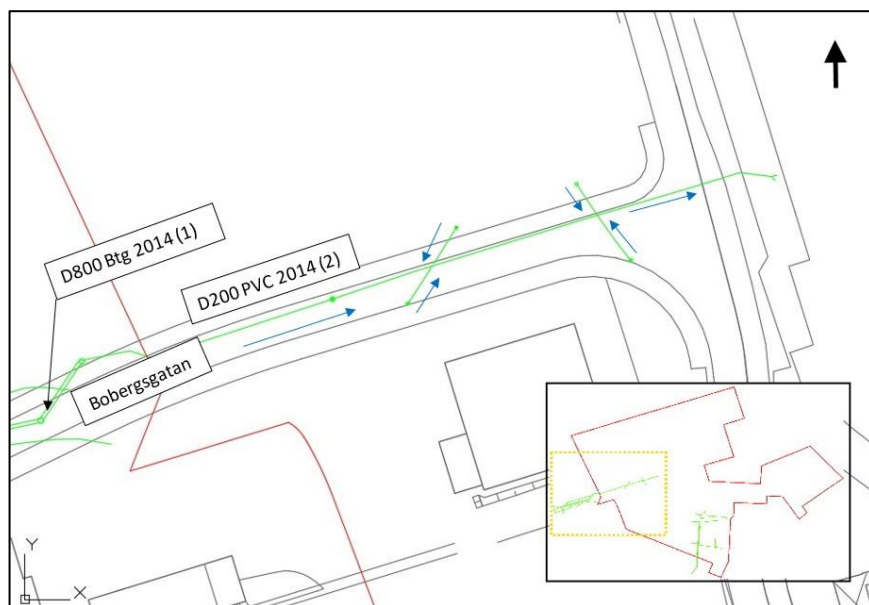 D800 Btg 2014 (1)
D200 PVC 2014 (2)
Bobergsgatan
Y
X